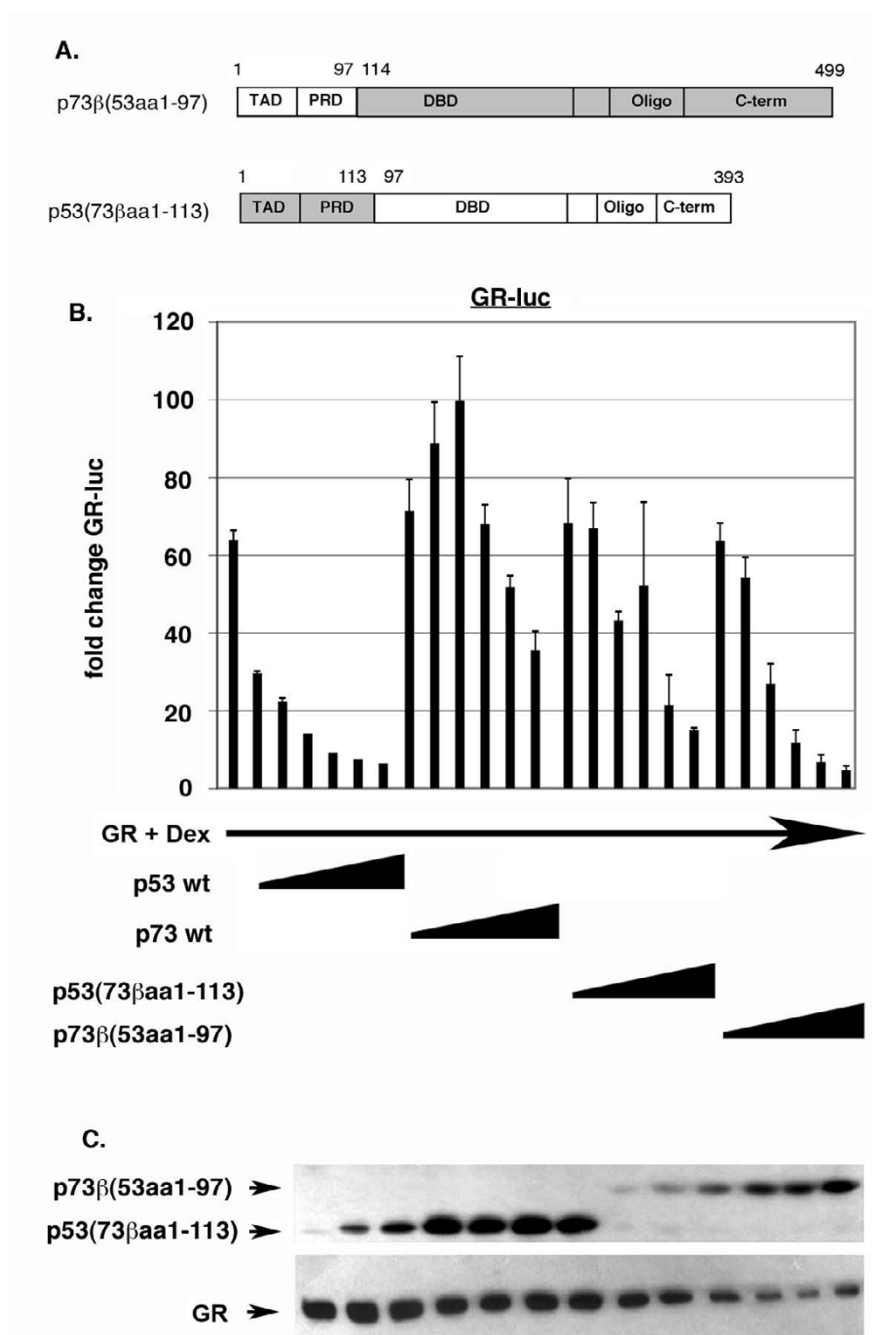 A.
1 97 114 499
p73β(53aa1-97) TAD PRD DBD Oligo C-term
1 113 97 393
p53(73βaa1-113) TAD PRD DBD Oligo C-term
B.
GR-luc
120
100
80
60
40
20
0
fold change GR-luc
GR + Dex
p53 wt
p73 wt
p53(73βaa1-113)
p73β(53aa1-97)
C.
p73β(53aa1-97)
p53(73βaa1-113)
GR